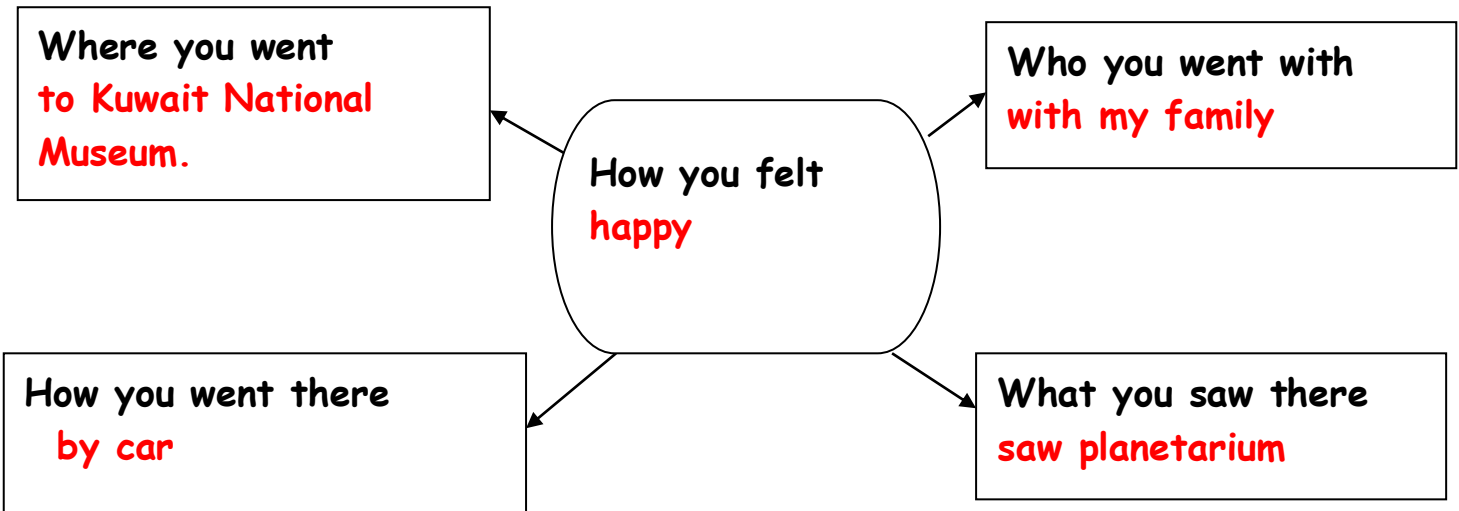 Where you went
to Kuwait National
Museum.
Who you went with
with my family
How you felt
happy
How you went there
by car
What you saw there
saw planetarium